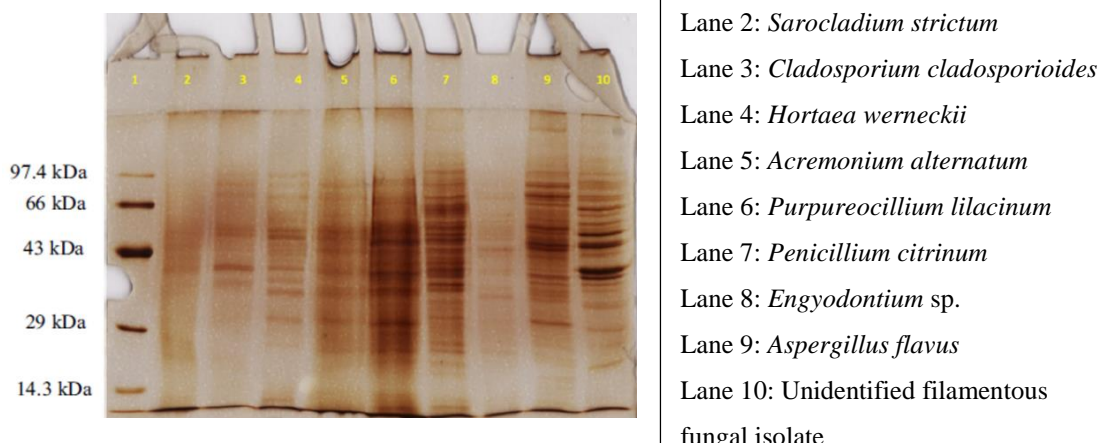 1 2 3 4 5 6 7 8 9 10
97.4 kDa
66 kDa
43 kDa
29 kDa
14.3 kDa
Lane 2: Sarocladium strictum
Lane 3: Cladosporium cladosporioides
Lane 4: Hortaea werneckii
Lane 5: Acremonium alternatum
Lane 6: Purpureocillium lilacinum
Lane 7: Penicillium citrinum
Lane 8: Engyodontium sp.
Lane 9: Aspergillus flavus
Lane 10: Unidentified filamentous
fungal isolate